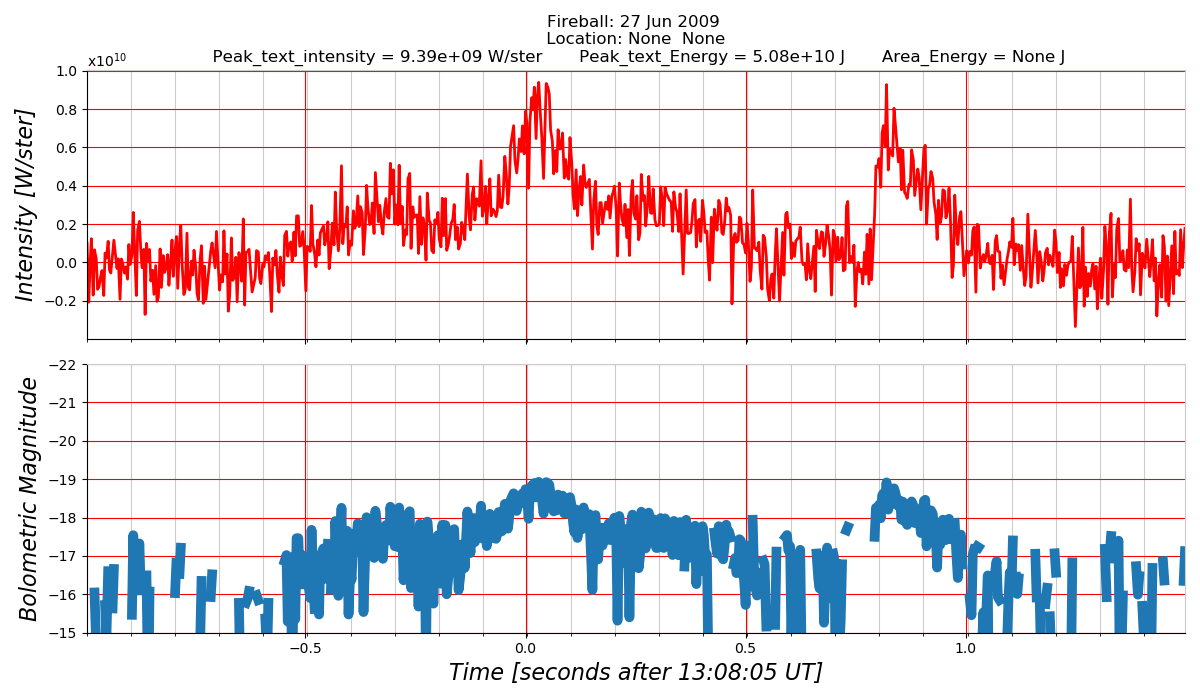 Fireball: 27 Jun 2009
Location: None  None
Peak_text_intensity = 9.39e+09 W/ster       Peak_text_Energy = 5.08e+10 J       Area_Energy = None J
x10¹⁰
1.0
0.8
0.6
0.4
0.2
0.0
−0.2
Intensity [W/ster]
−22
−21
−20
−19
−18
−17
−16
−15
Bolometric Magnitude
−0.5 0.0 0.5 1.0
Time [seconds after 13:08:05 UT]